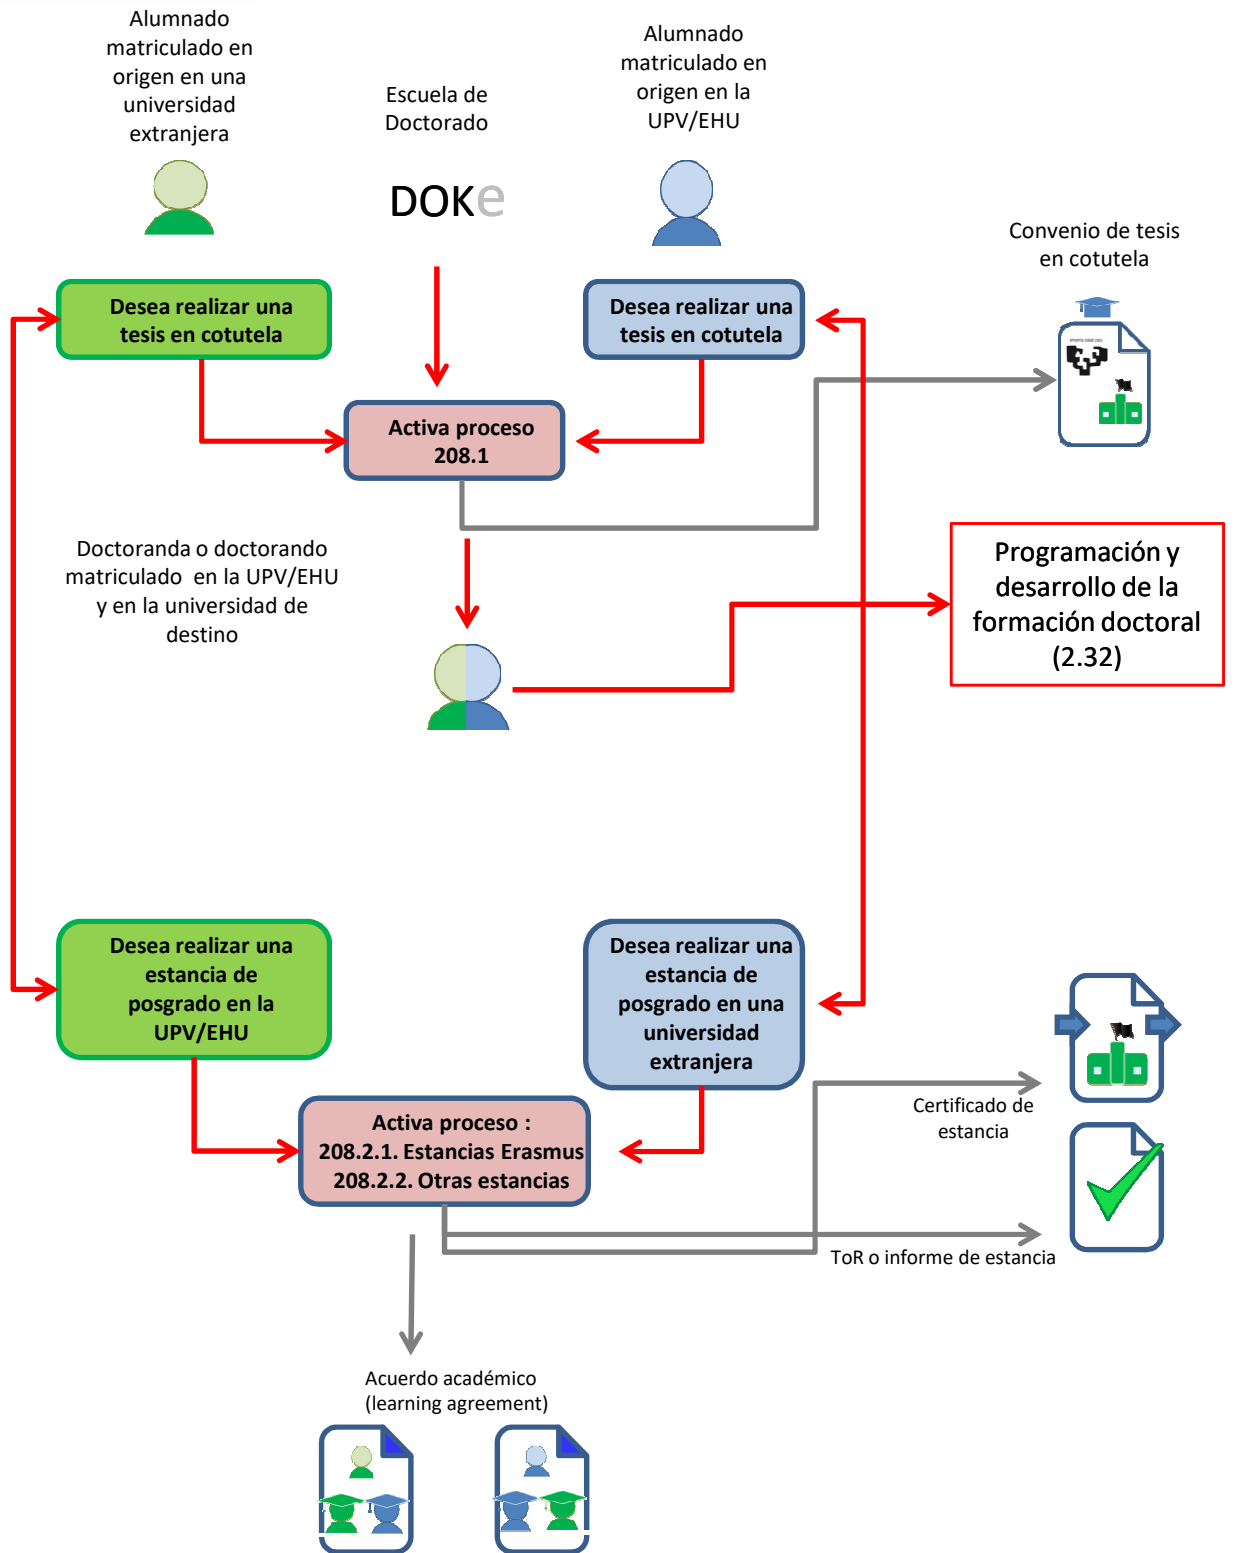 Alumnado
matriculado en
origen en una
universidad
extranjera
Escuela de
Doctorado
DOKe
Alumnado
matriculado en
origen en la
UPV/EHU
Convenio de tesis
en cotutela
Desea realizar una
tesis en cotutela
Desea realizar una
tesis en cotutela
Activa proceso
208.1
Doctoranda o doctorando
matriculado en la UPV/EHU
y en la universidad de
destino
Programación y
desarrollo de la
formación doctoral
(2.32)
Desea realizar una
estancia de
posgrado en la
UPV/EHU
Desea realizar una
estancia de
posgrado en una
universidad
extranjera
Activa proceso :
208.2.1. Estancias Erasmus
208.2.2. Otras estancias
Certificado de
estancia
ToR o informe de estancia
Acuerdo académico
(learning agreement)